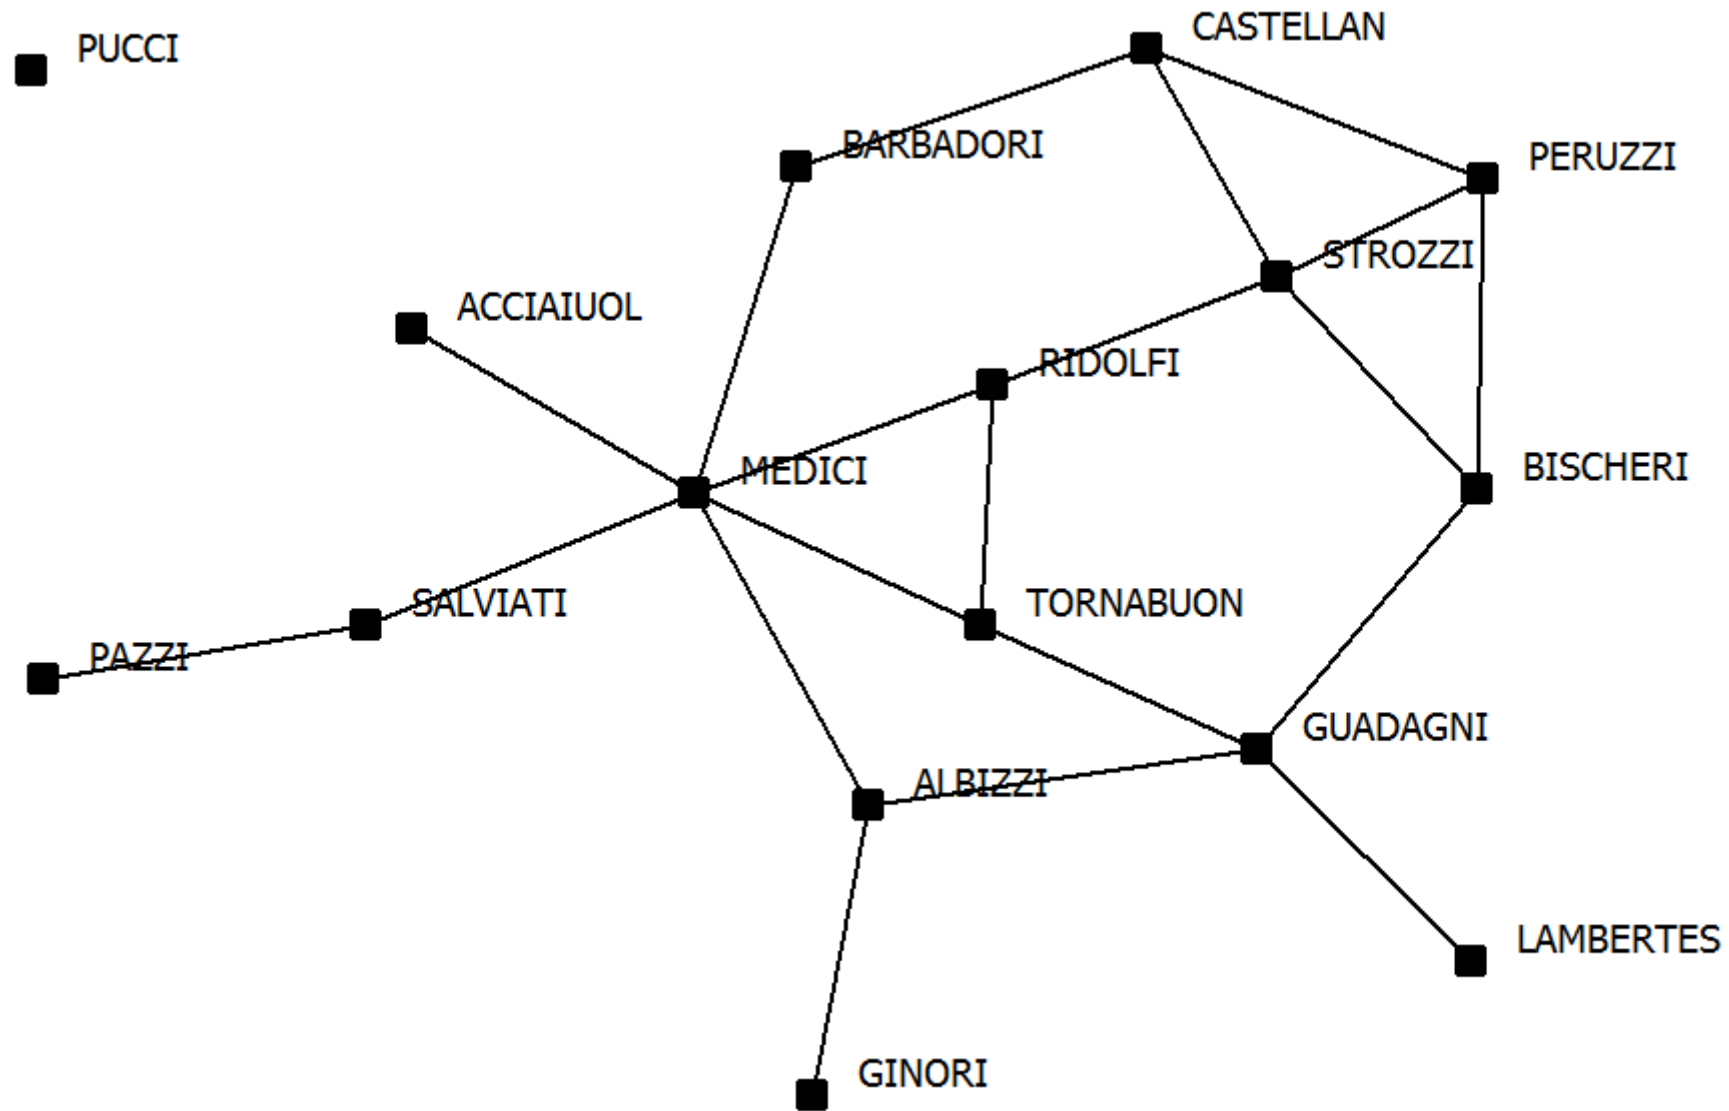 CASTELLAN
PUCCI
BARBADORI
PERUZZI
STROZZI
ACCIAIUOL
RIDOLFI
MEDICI
BISCHERI
SALVIATI
TORNABUON
PAZZI
GUADAGNI
ALBIZZI
LAMBERTES
GINORI